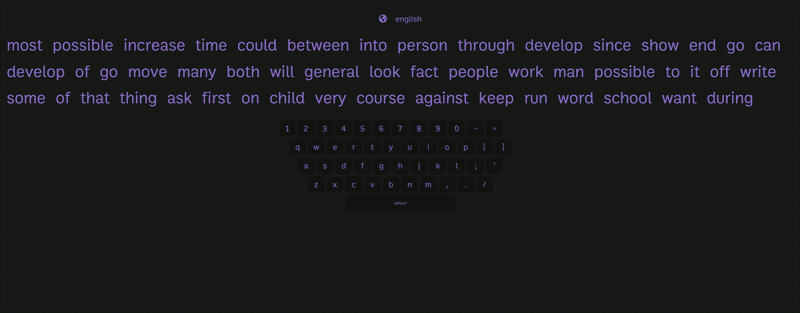 english
most possible increase time could between into person through develop since show end go can
develop of go move many both will general look fact people work man possible to it off write
some of that thing ask first on child very course against keep run word school want during
1 2 3 4 5 6 7 8 9 0 - =
q w e r t y u i o p [ ]
a s d f g h j k l ; '
z x c v b n m , . /
default